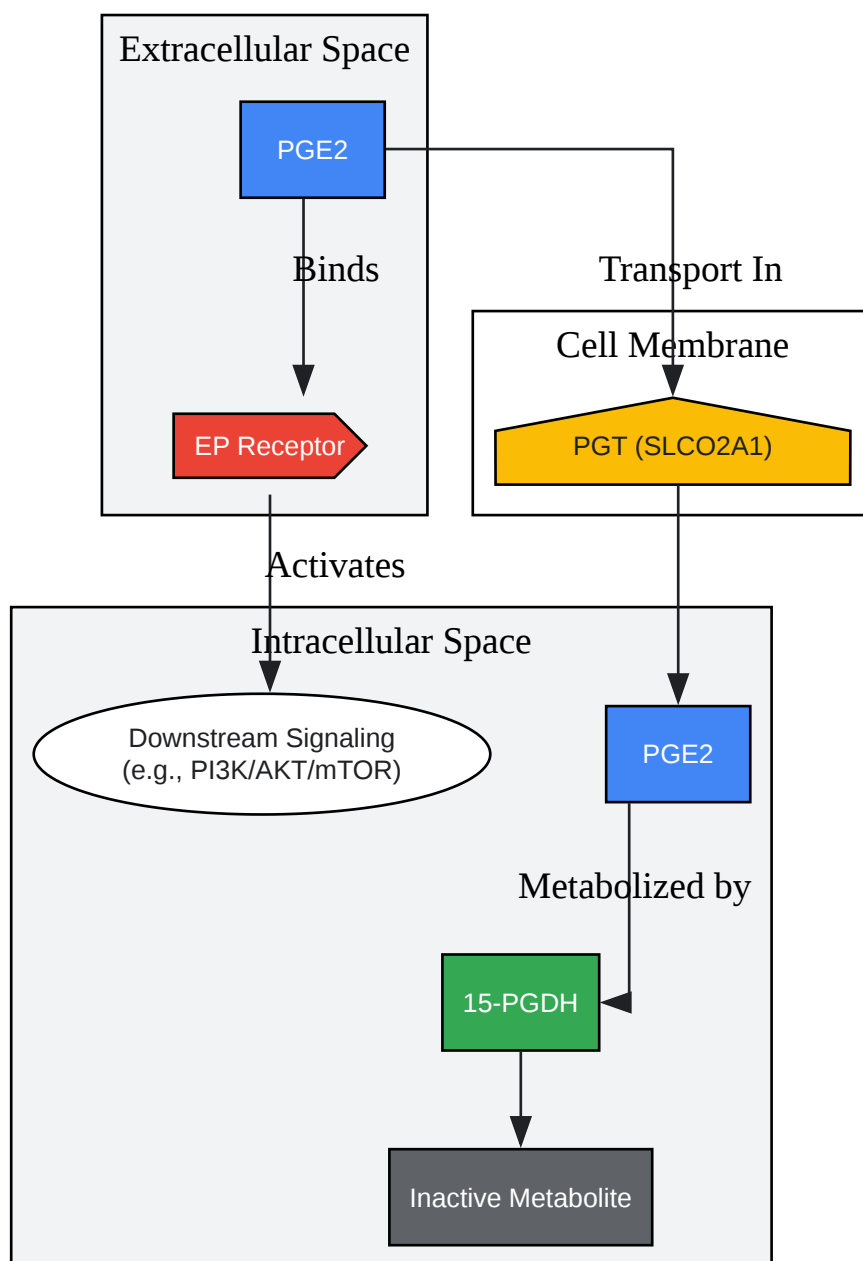 Extracellular Space
PGE2
Binds
Transport In
Cell Membrane
EP Receptor
PGT (SLCO2A1)
Activates
Intracellular Space
Downstream Signaling
(e.g., PI3K/AKT/mTOR)
PGE2
Metabolized by
15-PGDH
Inactive Metabolite